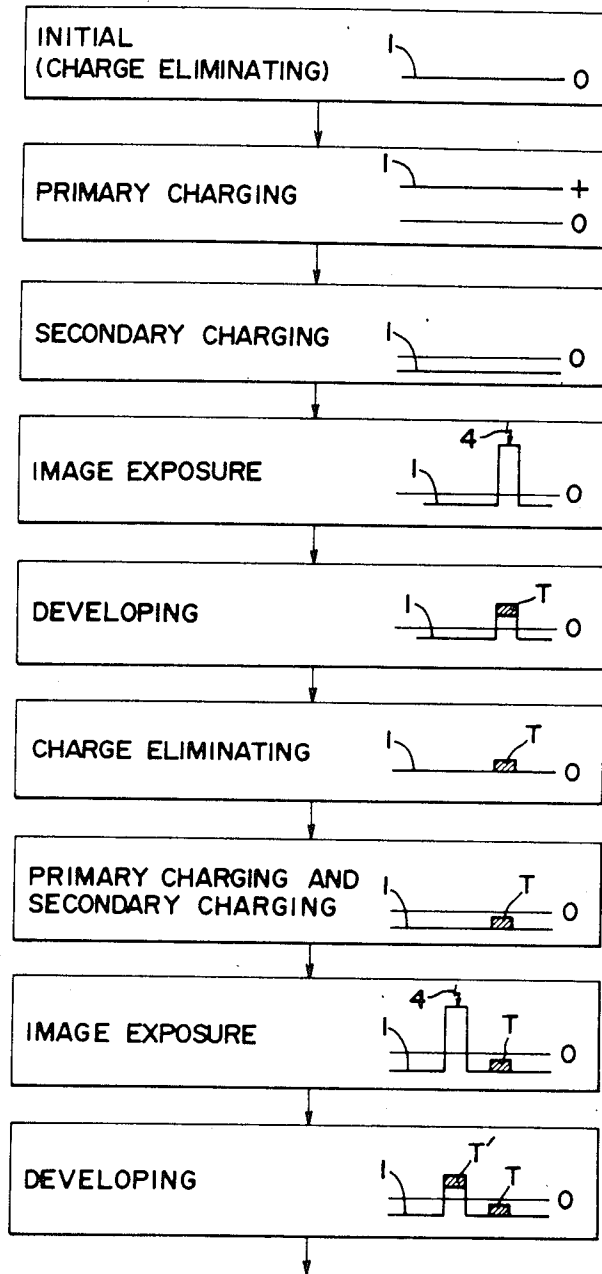 INITIAL
(CHARGE ELIMINATING)
1
0
PRIMARY CHARGING
1
+
0
SECONDARY CHARGING
1
0
IMAGE EXPOSURE
4
1
0
DEVELOPING
1
T
0
CHARGE ELIMINATING
1
T
0
PRIMARY CHARGING AND
SECONDARY CHARGING
1
T
0
IMAGE EXPOSURE
4
1
T
0
DEVELOPING
1
T'
T
0